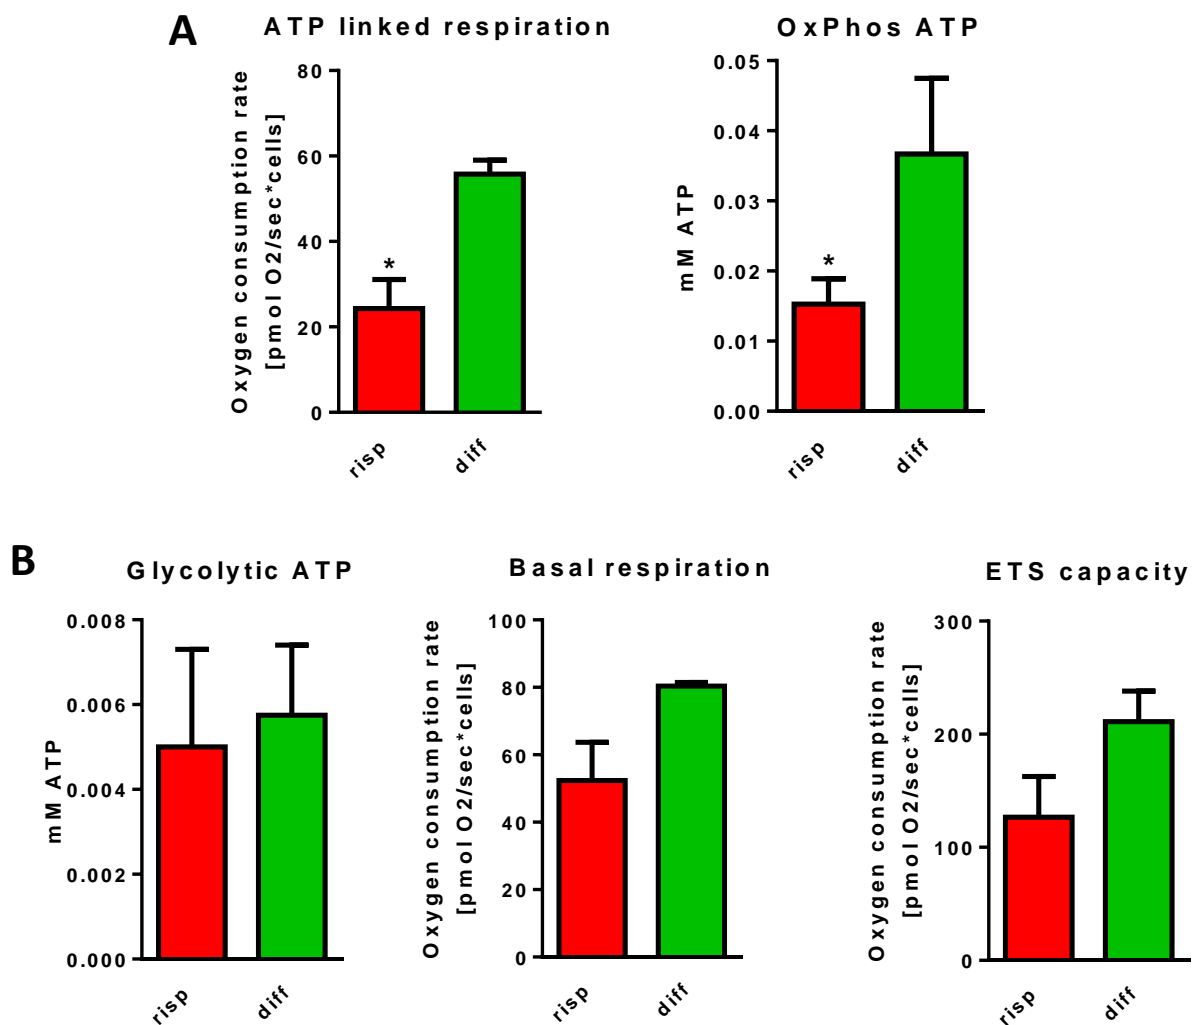 A
ATP linked respiration
OxPhos ATP
Oxygen consumption rate
[pmol O2/sec*cells]
80
60
40
20
0
*
risp
diff
mM ATP
0.05
0.04
0.03
0.02
0.01
0.00
*
risp
diff
B
Glycolytic ATP
Basal respiration
ETS capacity
mM ATP
0.008
0.006
0.004
0.002
0.000
risp
diff
Oxygen consumption rate
[pmol O2/sec*cells]
100
80
60
40
20
0
risp
diff
Oxygen consumption rate
[pmol O2/sec*cells]
300
200
100
0
risp
diff